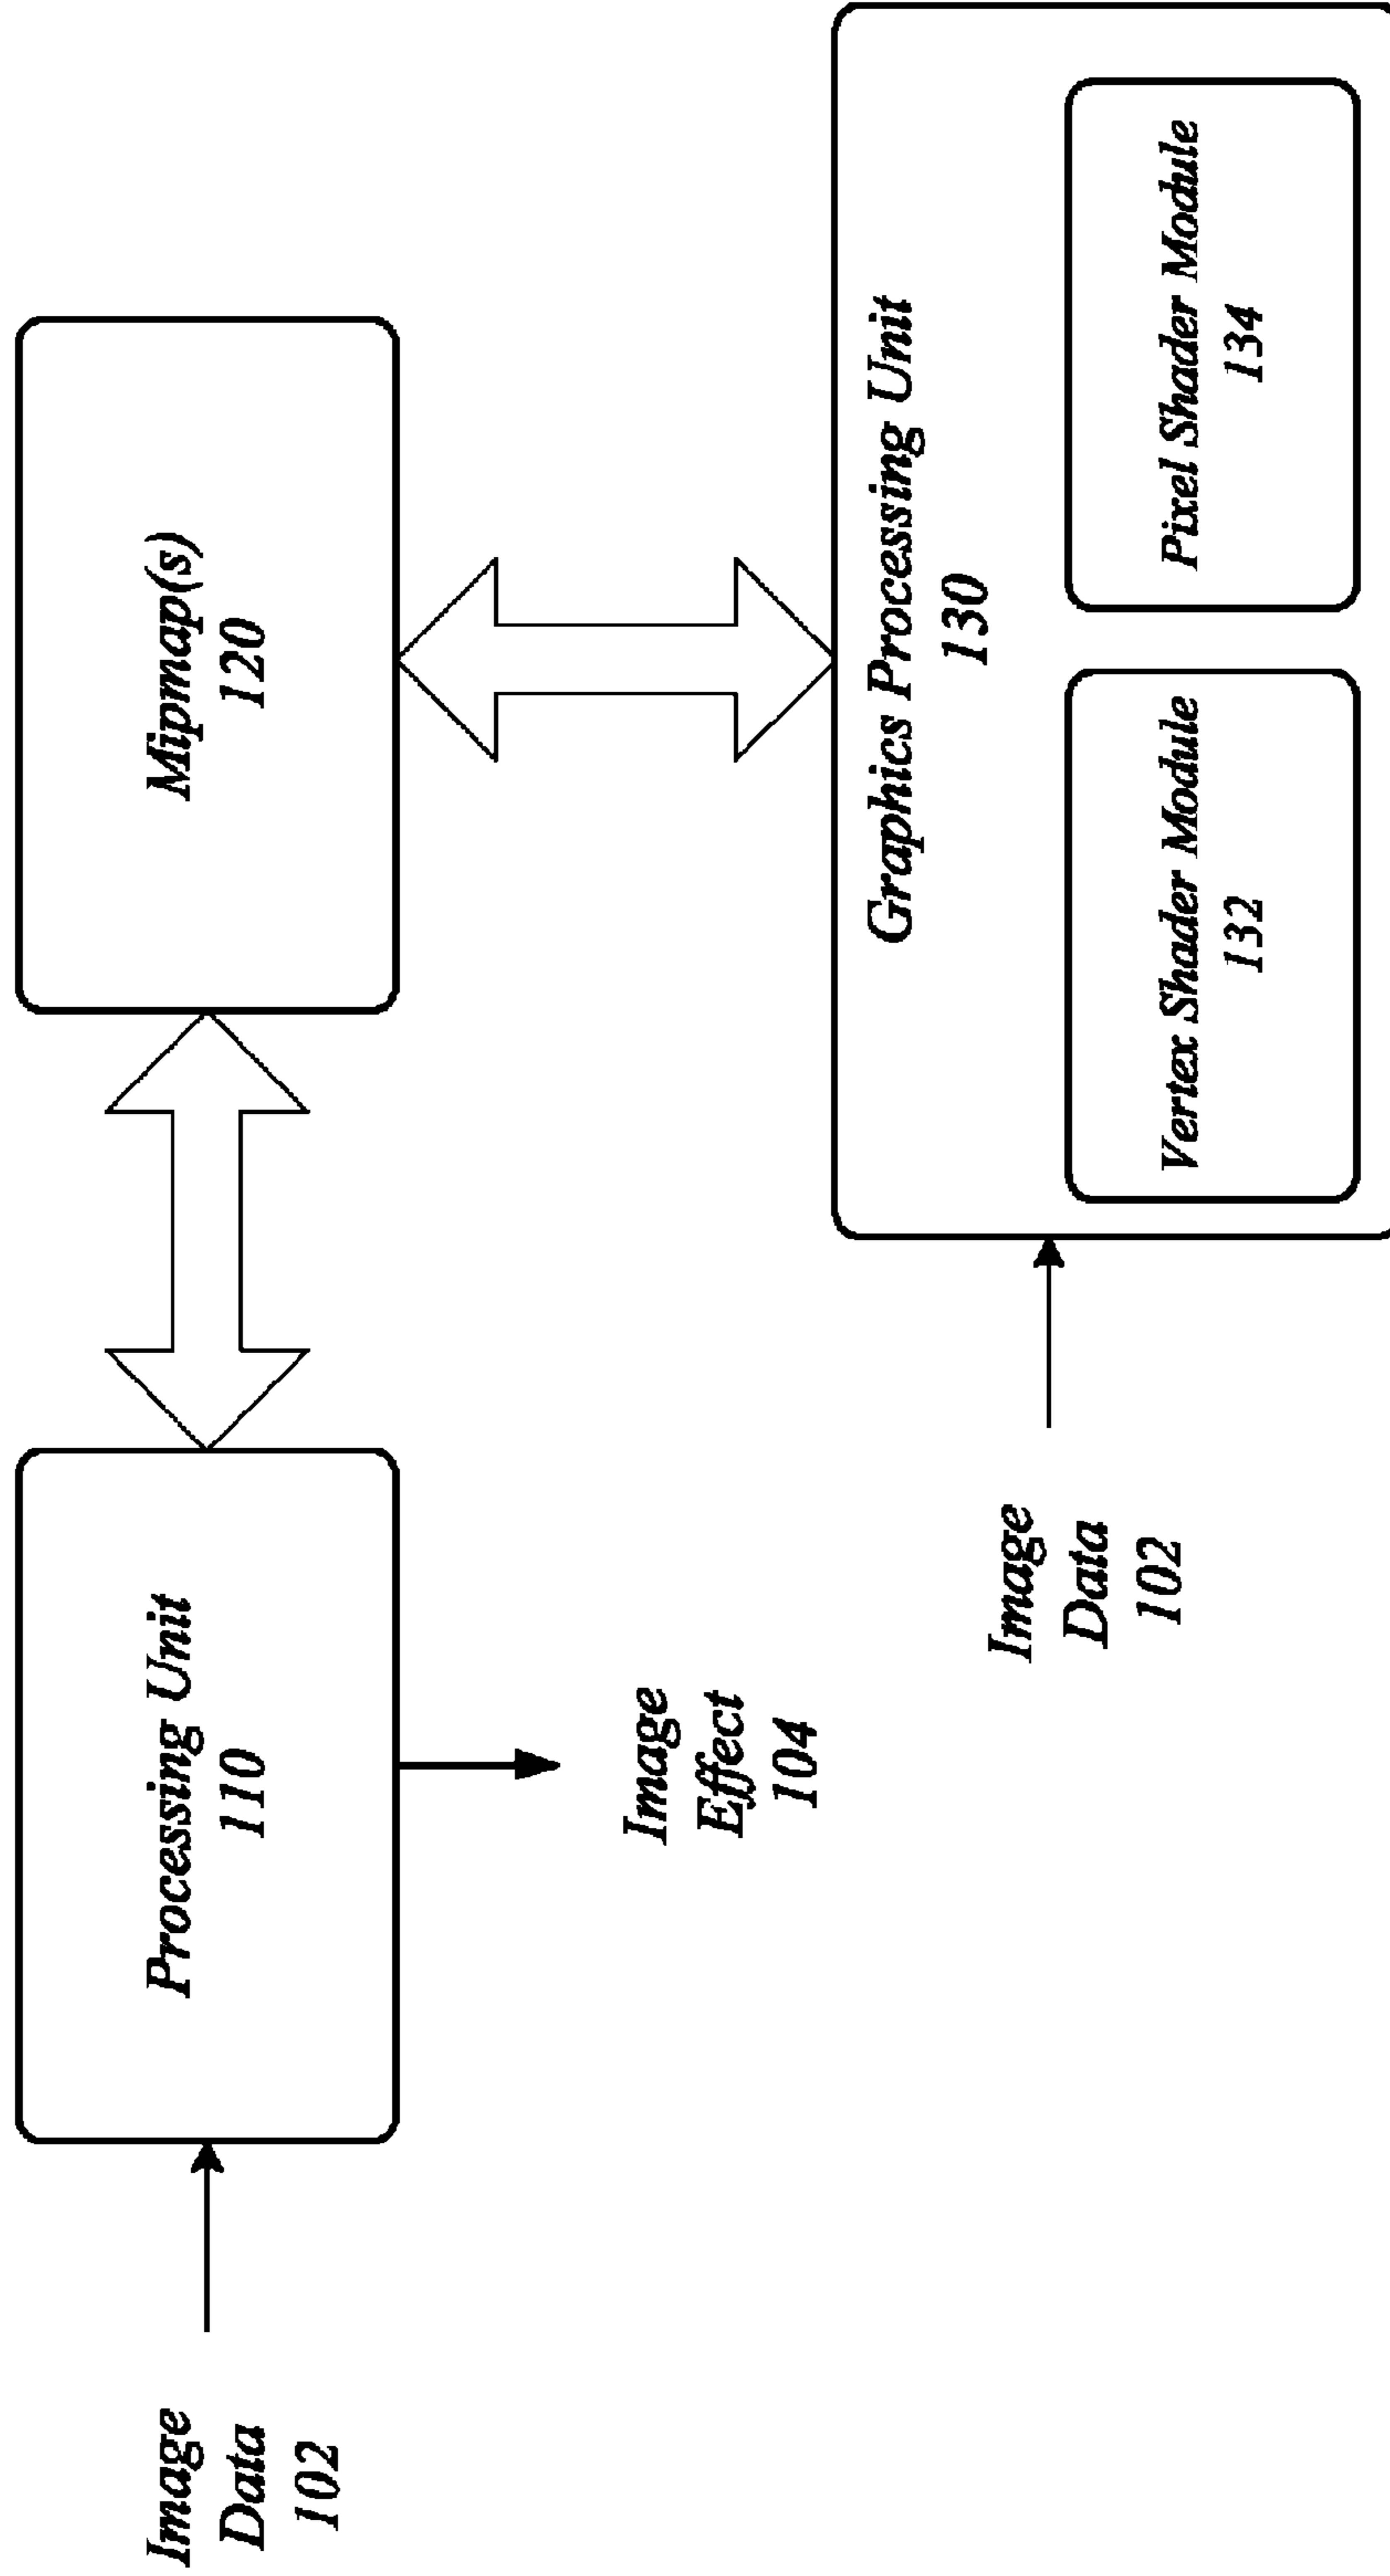 Image
Data
102
Processing Unit
110
Mipmap(s)
120
Image
Effect
104
Image
Data
102
Graphics Processing Unit
130
Vertex Shader Module
132
Pixel Shader Module
134